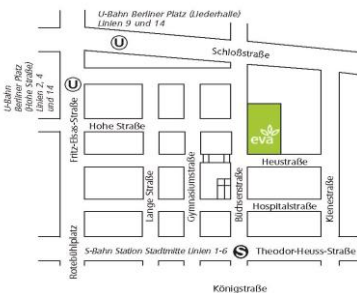 U-Bahn Berliner Platz (Liederhalle)
Linien 9 und 14
U
Schloßstraße
U-Bahn
Berliner Platz
(Hohe Straße)
Linien 2, 4
und 14
U
Fritz-Elsas-Straße
Hohe Straße
eva
Heustraße
Lange Straße
Gymnasiumstraße
Büchsenstraße
Hospitalstraße
Kienestraße
Rotebühlplatz
S-Bahn Station Stadtmitte Linien 1-6
S
Theodor-Heuss-Straße
Königstraße